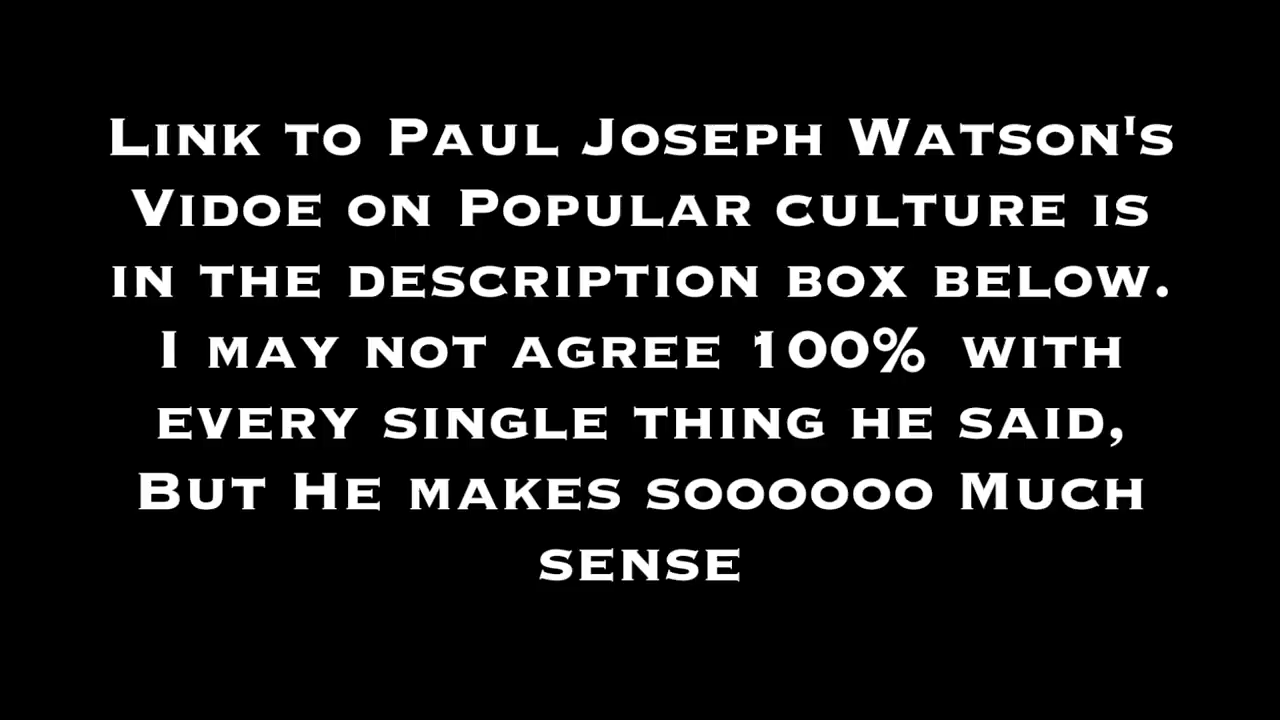 Link to Paul Joseph Watson's
Vidoe on Popular culture is
in the description box below.
I may not agree 100% with
every single thing he said,
But He makes soooooo Much
sense